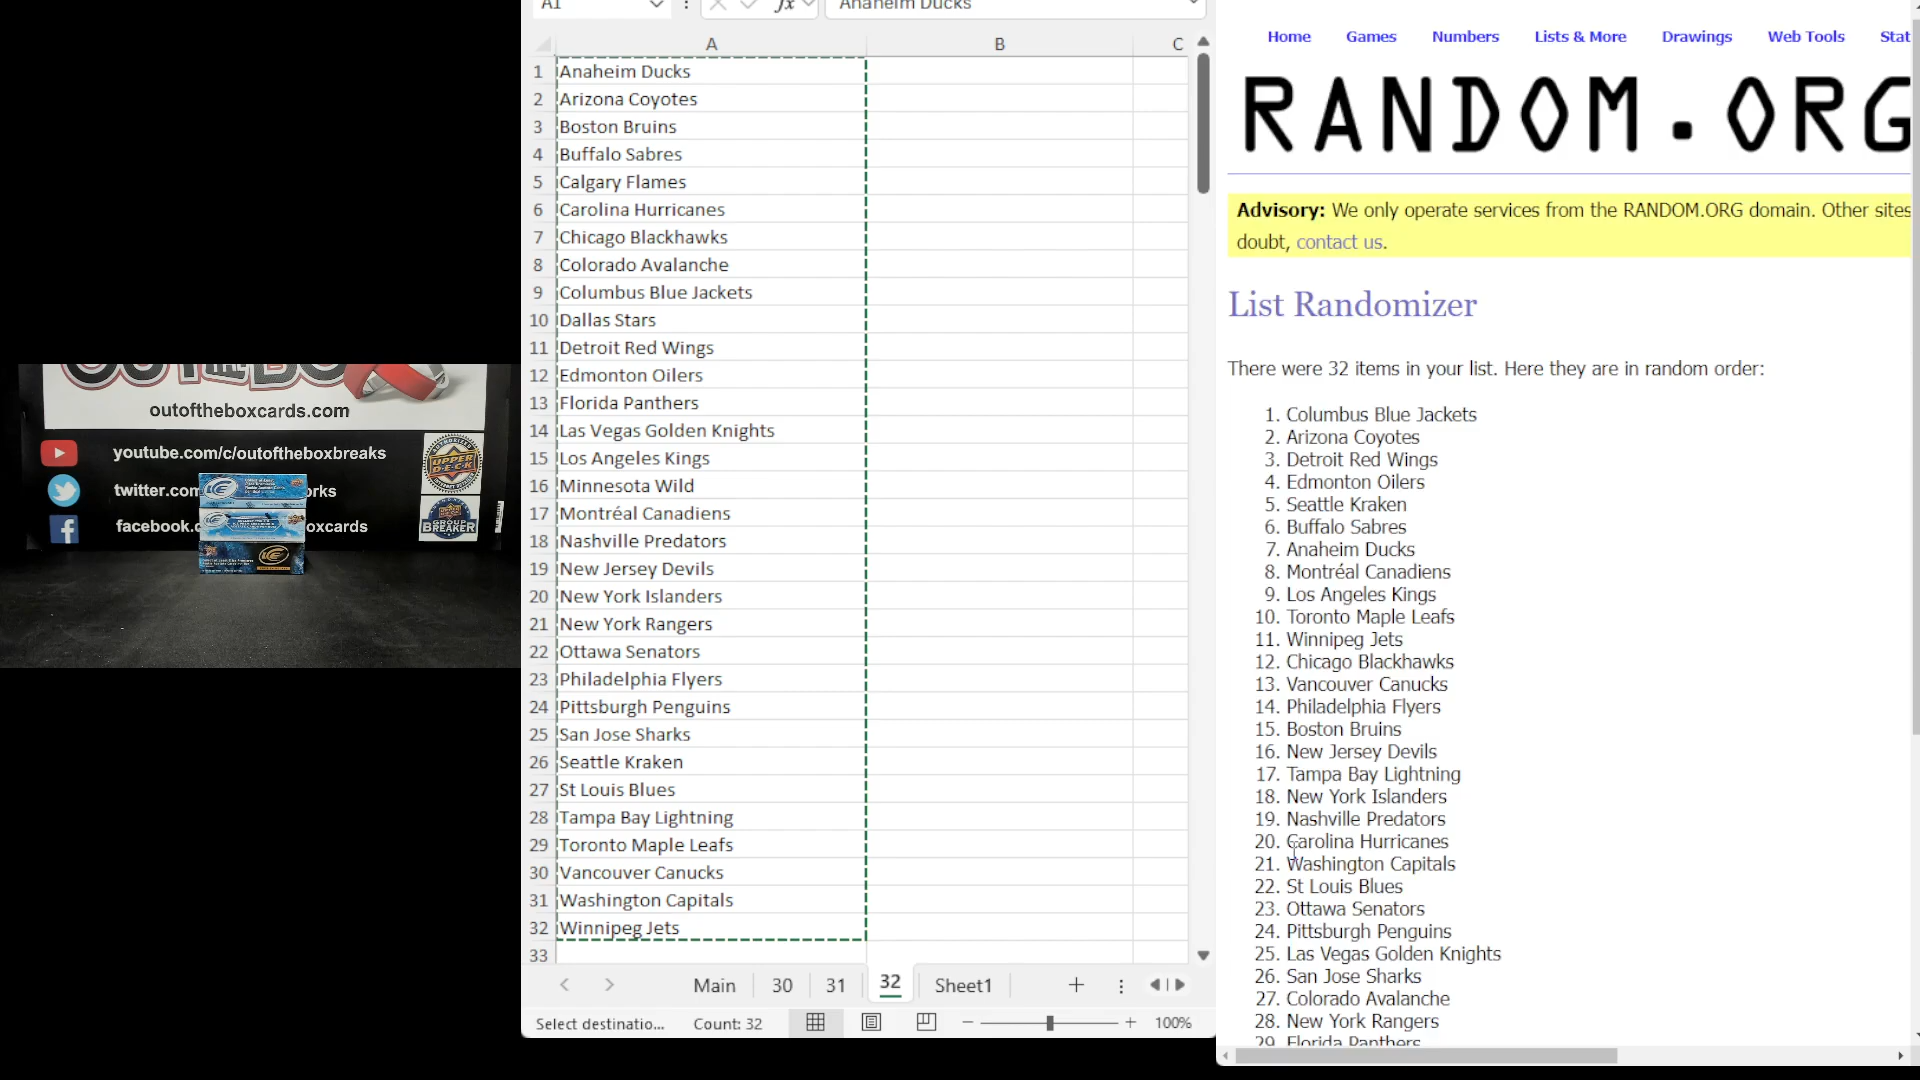 outoftheboxcards.com
youtube.com/c/outoftheboxbreaks
twitter.com
rks
facebook.c
oxcards
UPPER DECK
GROUP BREAKER
A1
fx
Anaheim Ducks
A
B
C
1 Anaheim Ducks
2 Arizona Coyotes
3 Boston Bruins
4 Buffalo Sabres
5 Calgary Flames
6 Carolina Hurricanes
7 Chicago Blackhawks
8 Colorado Avalanche
9 Columbus Blue Jackets
10 Dallas Stars
11 Detroit Red Wings
12 Edmonton Oilers
13 Florida Panthers
14 Las Vegas Golden Knights
15 Los Angeles Kings
16 Minnesota Wild
17 Montréal Canadiens
18 Nashville Predators
19 New Jersey Devils
20 New York Islanders
21 New York Rangers
22 Ottawa Senators
23 Philadelphia Flyers
24 Pittsburgh Penguins
25 San Jose Sharks
26 Seattle Kraken
27 St Louis Blues
28 Tampa Bay Lightning
29 Toronto Maple Leafs
30 Vancouver Canucks
31 Washington Capitals
32 Winnipeg Jets
33
Main 30 31 32 Sheet1
Select destinatio... Count: 32 100%
Home Games Numbers Lists & More Drawings Web Tools Stat
RANDOM.ORG
Advisory: We only operate services from the RANDOM.ORG domain. Other sites
doubt, contact us.
List Randomizer
There were 32 items in your list. Here they are in random order:
1. Columbus Blue Jackets
2. Arizona Coyotes
3. Detroit Red Wings
4. Edmonton Oilers
5. Seattle Kraken
6. Buffalo Sabres
7. Anaheim Ducks
8. Montréal Canadiens
9. Los Angeles Kings
10. Toronto Maple Leafs
11. Winnipeg Jets
12. Chicago Blackhawks
13. Vancouver Canucks
14. Philadelphia Flyers
15. Boston Bruins
16. New Jersey Devils
17. Tampa Bay Lightning
18. New York Islanders
19. Nashville Predators
20. Carolina Hurricanes
21. Washington Capitals
22. St Louis Blues
23. Ottawa Senators
24. Pittsburgh Penguins
25. Las Vegas Golden Knights
26. San Jose Sharks
27. Colorado Avalanche
28. New York Rangers
29. Florida Panthers